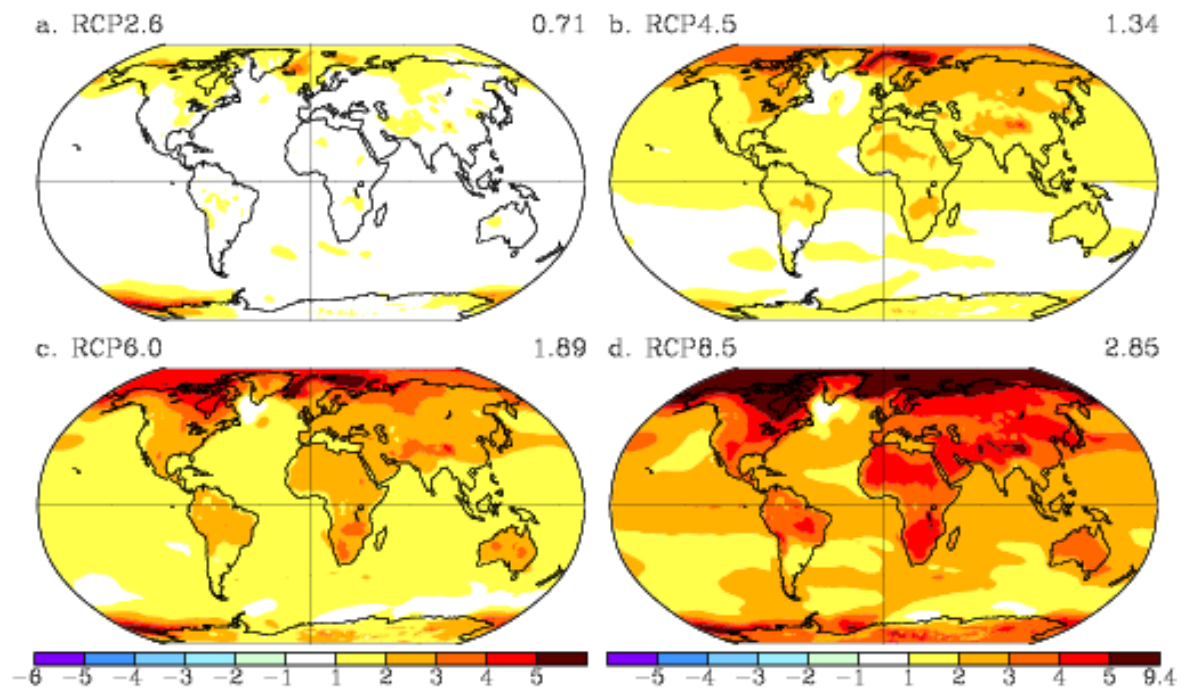 a. RCP2.6 0.71 b. RCP4.5 1.34
c. RCP6.0 1.89 d. RCP8.5 2.85
-6 -5 -4 -3 -2 -1 1 2 3 4 5 -5 -4 -3 -2 -1 1 2 3 4 5 9.4